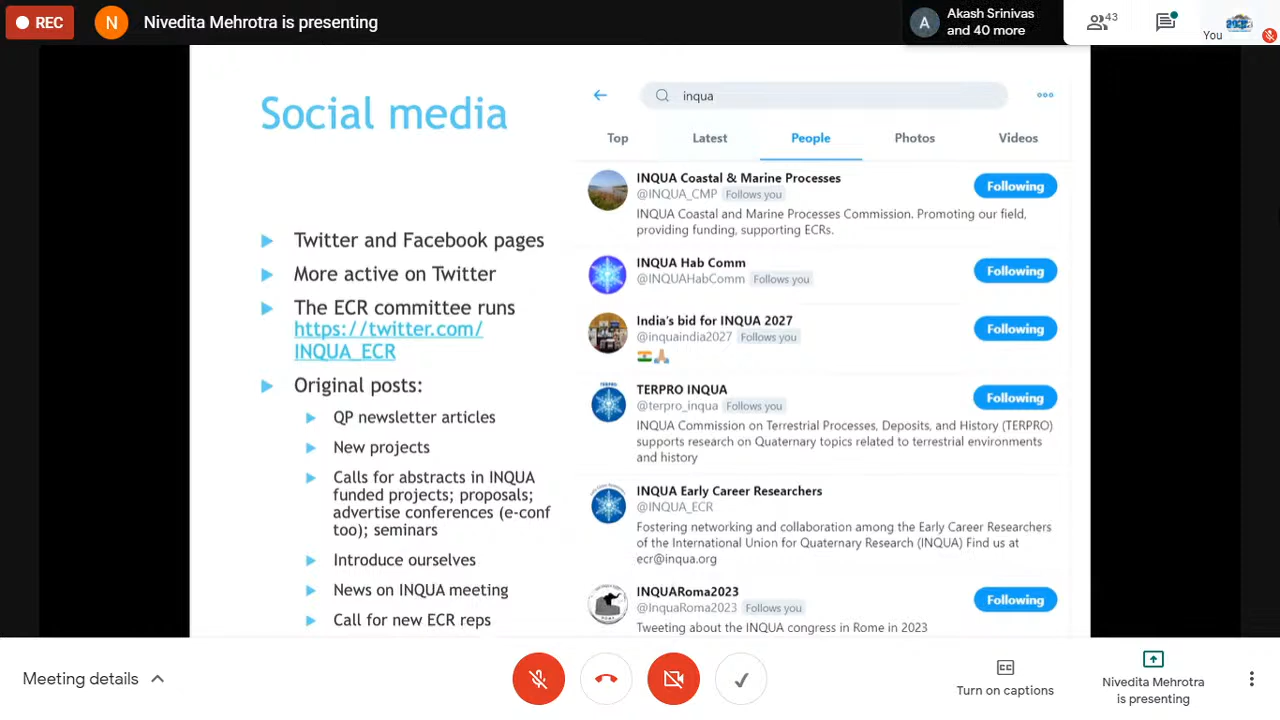 REC
N
Nivedita Mehrotra is presenting
A
Akash Srinivas
and 40 more
43
You
Social media
Twitter and Facebook pages
More active on Twitter
The ECR committee runs
https://twitter.com/
INQUA_ECR
Original posts:
QP newsletter articles
New projects
Calls for abstracts in INQUA
funded projects; proposals;
advertise conferences (e-conf
too); seminars
Introduce ourselves
News on INQUA meeting
Call for new ECR reps
inqua
Top Latest People Photos Videos
INQUA Coastal & Marine Processes
@INQUA_CMP Follows you
Following
INQUA Coastal and Marine Processes Commission. Promoting our field,
providing funding, supporting ECRs.
INQUA Hab Comm
@INQUAHabComm Follows you
Following
India's bid for INQUA 2027
@inquaindia2027 Follows you
Following
TERPRO INQUA
@terpro_inqua Follows you
Following
INQUA Commission on Terrestrial Processes, Deposits, and History (TERPRO)
supports research on Quaternary topics related to terrestrial environments
and history
INQUA Early Career Researchers
@INQUA_ECR
Fostering networking and collaboration among the Early Career Researchers
of the International Union for Quaternary Research (INQUA) Find us at
ecr@inqua.org
INQUARoma2023
@InquaRoma2023 Follows you
Following
Tweeting about the INQUA congress in Rome in 2023
Meeting details
CC
Turn on captions
Nivedita Mehrotra
is presenting